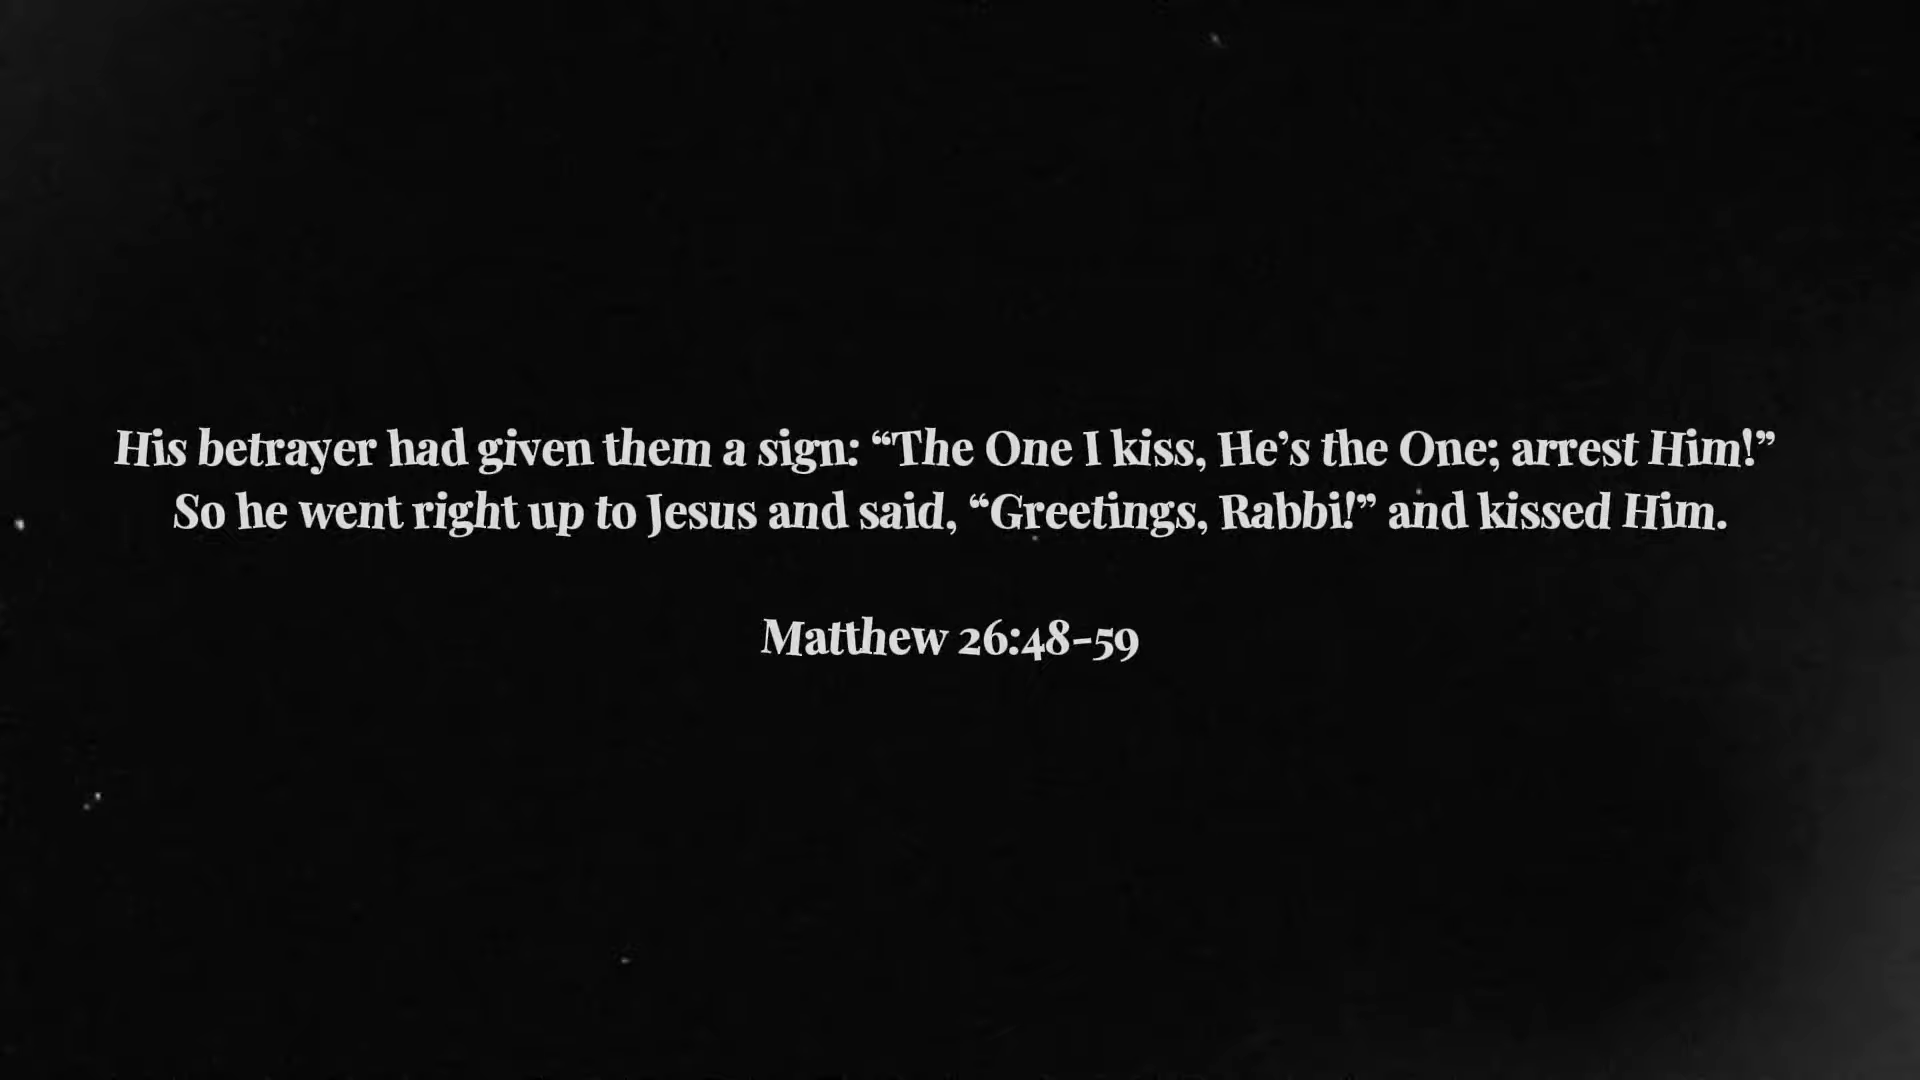 His betrayer had given them a sign: “The One I kiss, He’s the One; arrest Him!”
So he went right up to Jesus and said, “Greetings, Rabbi!” and kissed Him.
Matthew 26:48-59